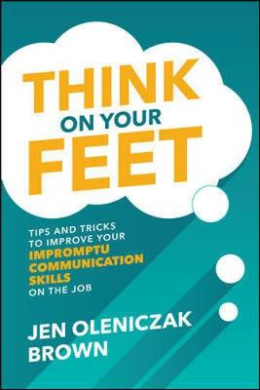 THINK
ON YOUR
FEET
TIPS AND TRICKS
TO IMPROVE YOUR
IMPROMPTU
COMMUNICATION
SKILLS
ON THE JOB
JEN OLENICZAK
BROWN